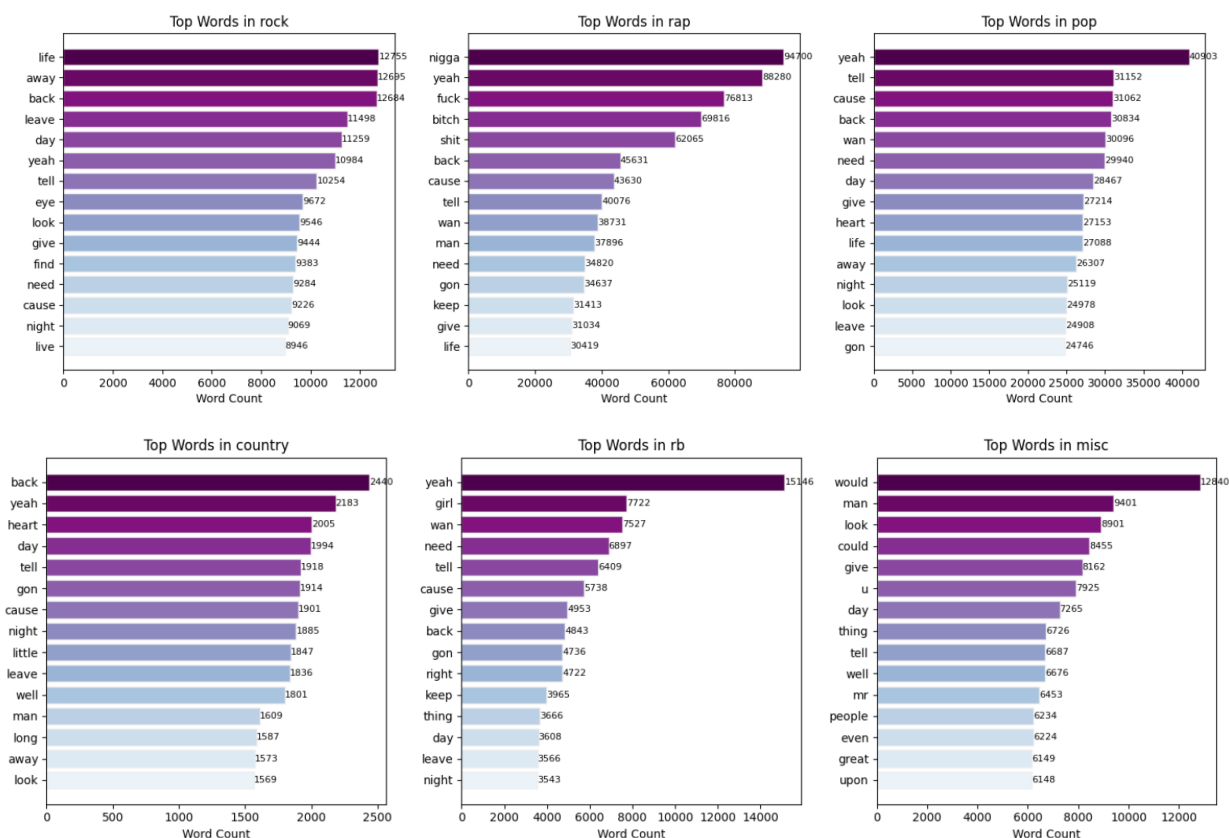 Top Words in rock
life 12755
away 12695
back 12684
leave 11498
day 11259
yeah 10984
tell 10254
eye 9672
look 9546
give 9444
find 9383
need 9284
cause 9226
night 9069
live 8946
0 2000 4000 6000 8000 10000 12000
Word Count
Top Words in rap
nigga 94700
yeah 88280
fuck 76813
bitch 69816
shit 62065
back 45631
cause 43630
tell 40076
wan 38731
man 37896
need 34820
gon 34637
keep 31413
give 31034
life 30419
0 20000 40000 60000 80000
Word Count
Top Words in pop
yeah 40903
tell 31152
cause 31062
back 30834
wan 30096
need 29940
day 28467
give 27214
heart 27153
life 27088
away 26307
night 25119
look 24978
leave 24908
gon 24746
0 5000 10000 15000 20000 25000 30000 35000 40000
Word Count
Top Words in country
back 2440
yeah 2183
heart 2005
day 1994
tell 1918
gon 1914
cause 1901
night 1885
little 1847
leave 1836
well 1801
man 1609
long 1587
away 1573
look 1569
0 500 1000 1500 2000 2500
Word Count
Top Words in rb
yeah 15146
girl 7722
wan 7527
need 6897
tell 6409
cause 5738
give 4953
back 4843
gon 4736
right 4722
keep 3965
thing 3666
day 3608
leave 3566
night 3543
0 2000 4000 6000 8000 10000 12000 14000
Word Count
Top Words in misc
would 12840
man 9401
look 8901
could 8455
give 8162
u 7925
day 7265
thing 6726
tell 6687
well 6676
mr 6453
people 6234
even 6224
great 6149
upon 6148
0 2000 4000 6000 8000 10000 12000
Word Count